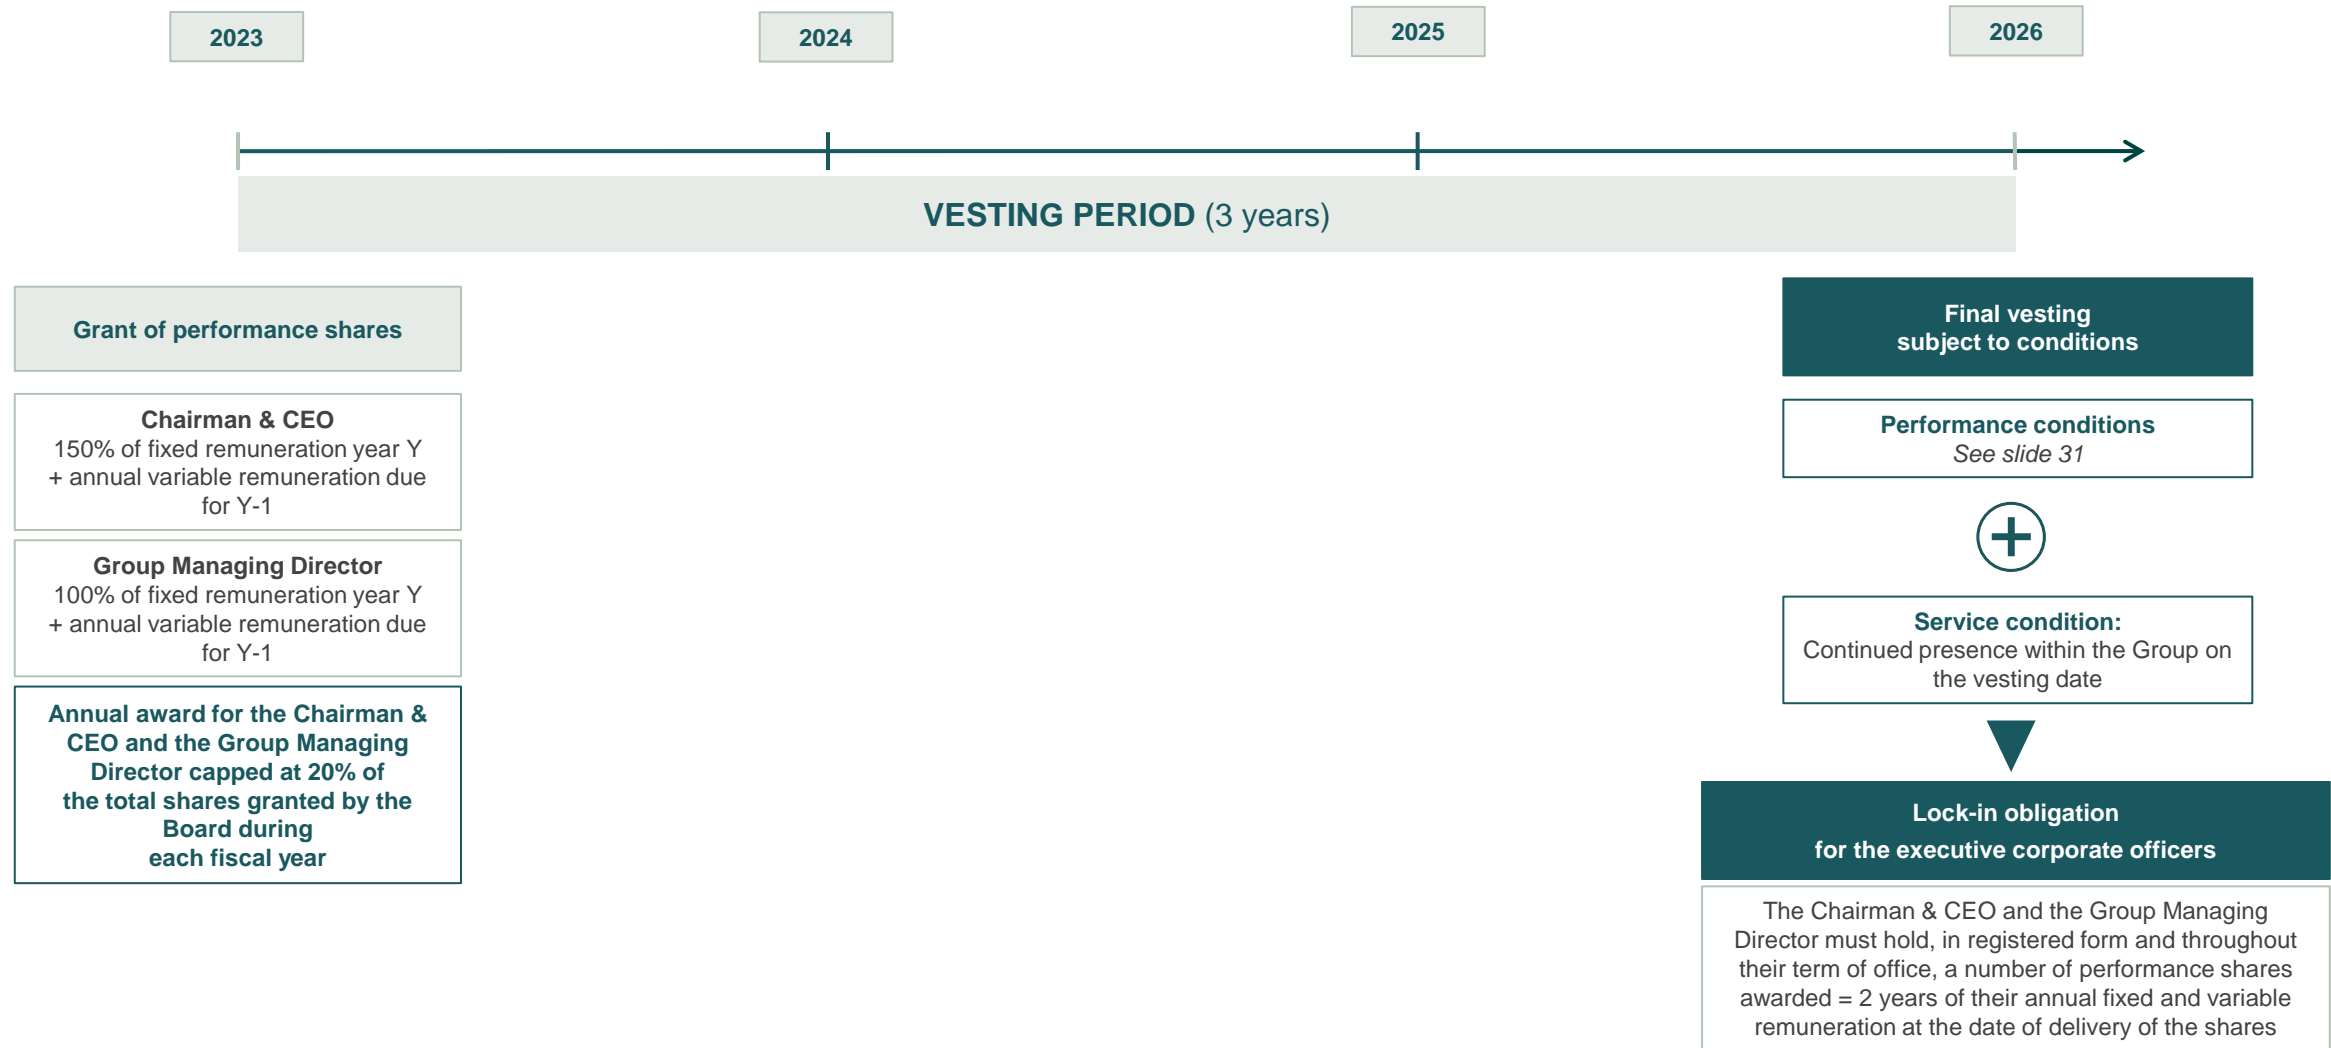 2023
2024
2025
2026
VESTING PERIOD (3 years)
Grant of performance shares
Chairman & CEO
150% of fixed remuneration year Y
+ annual variable remuneration due
for Y-1
Group Managing Director
100% of fixed remuneration year Y
+ annual variable remuneration due
for Y-1
Annual award for the Chairman &
CEO and the Group Managing
Director capped at 20% of
the total shares granted by the
Board during
each fiscal year
Final vesting
subject to conditions
Performance conditions
See slide 31
Service condition:
Continued presence within the Group on
the vesting date
Lock-in obligation
for the executive corporate officers
The Chairman & CEO and the Group Managing
Director must hold, in registered form and throughout
their term of office, a number of performance shares
awarded = 2 years of their annual fixed and variable
remuneration at the date of delivery of the shares